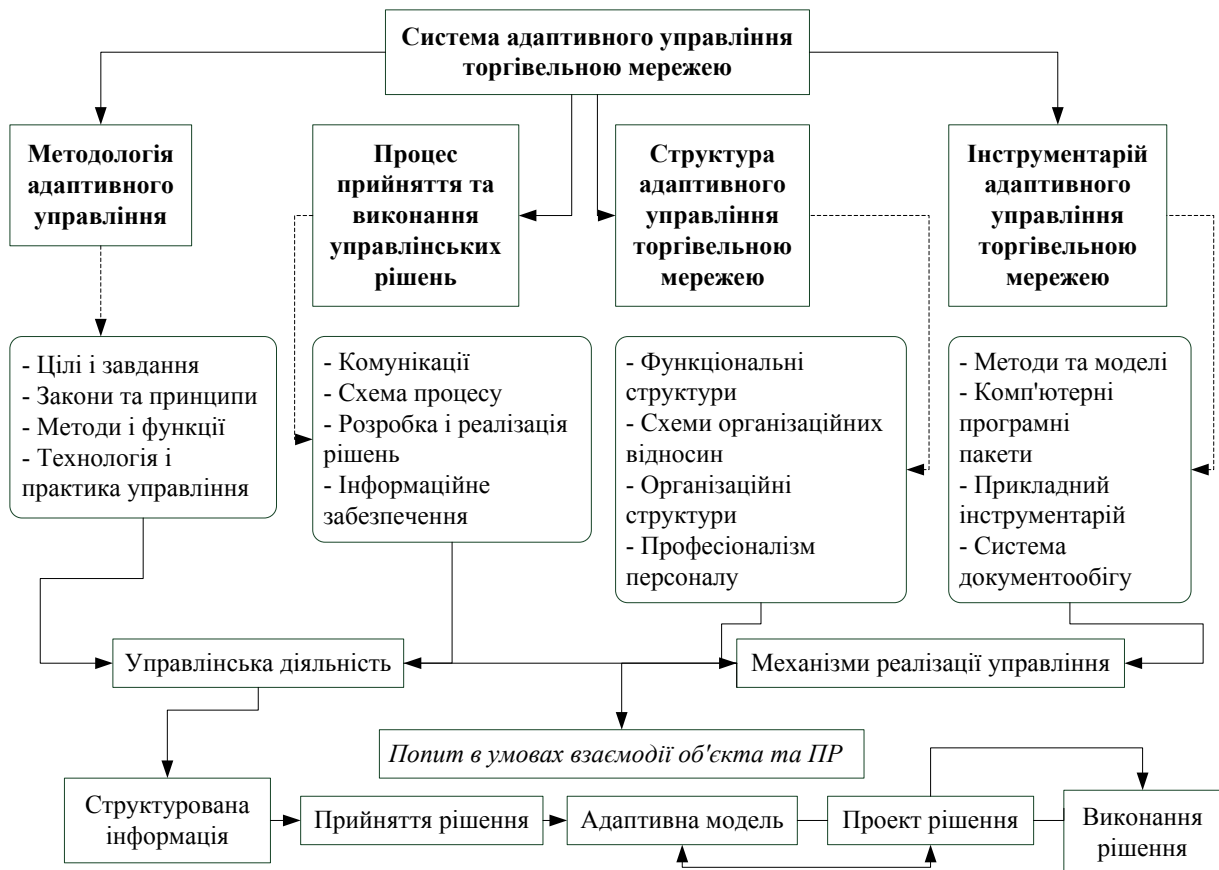 Система адаптивного управління
торгівельною мережею
Методологія
адаптивного
управління
Процес
прийняття та
виконання
управлінських
рішень
Структура
адаптивного
управління
торгівельною
мережею
Інструментарій
адаптивного
управління
торгівельною
мережею
- Цілі і завдання
- Закони та принципи
- Методи і функції
- Технологія і
практика управління
- Комунікації
- Схема процесу
- Розробка і реалізація
рішень
- Інформаційне
забезпечення
- Функціональні
структури
- Схеми організаційних
відносин
- Організаційні
структури
- Професіоналізм
персоналу
- Методи та моделі
- Комп'ютерні
програмні
пакети
- Прикладний
інструментарій
- Система
документообігу
Управлінська діяльність
Механізми реалізації управління
Попит в умовах взаємодії об'єкта та ПР
Структурована
інформація
Прийняття рішення
Адаптивна модель
Проект рішення
Виконання
рішення